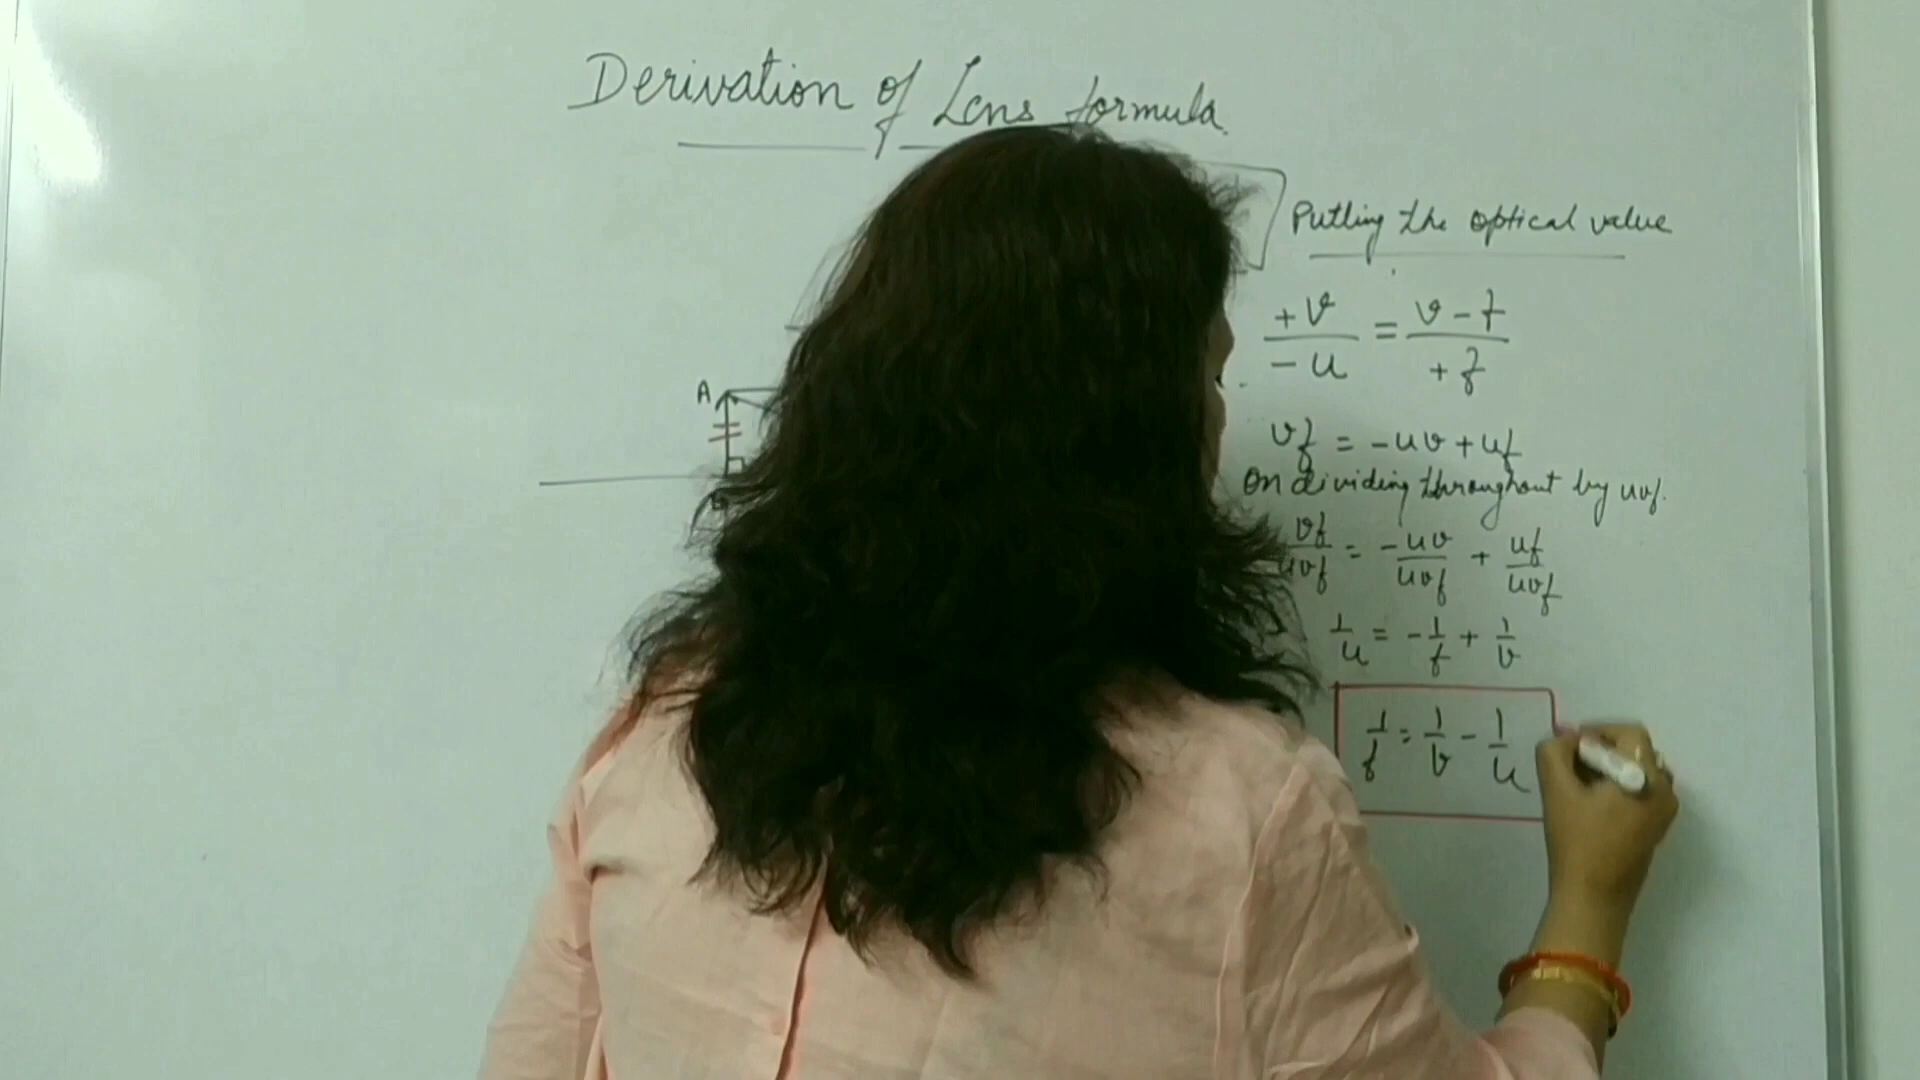 Derivation of Lens formula.
Putting the optical value
+v/-u = v-f/+f
vf = -uv+uf
On dividing throughout by uvf.
vf/uvf = -uv/uvf + uf/uvf
1/u = -1/f + 1/v
1/f = 1/v - 1/u
A
B